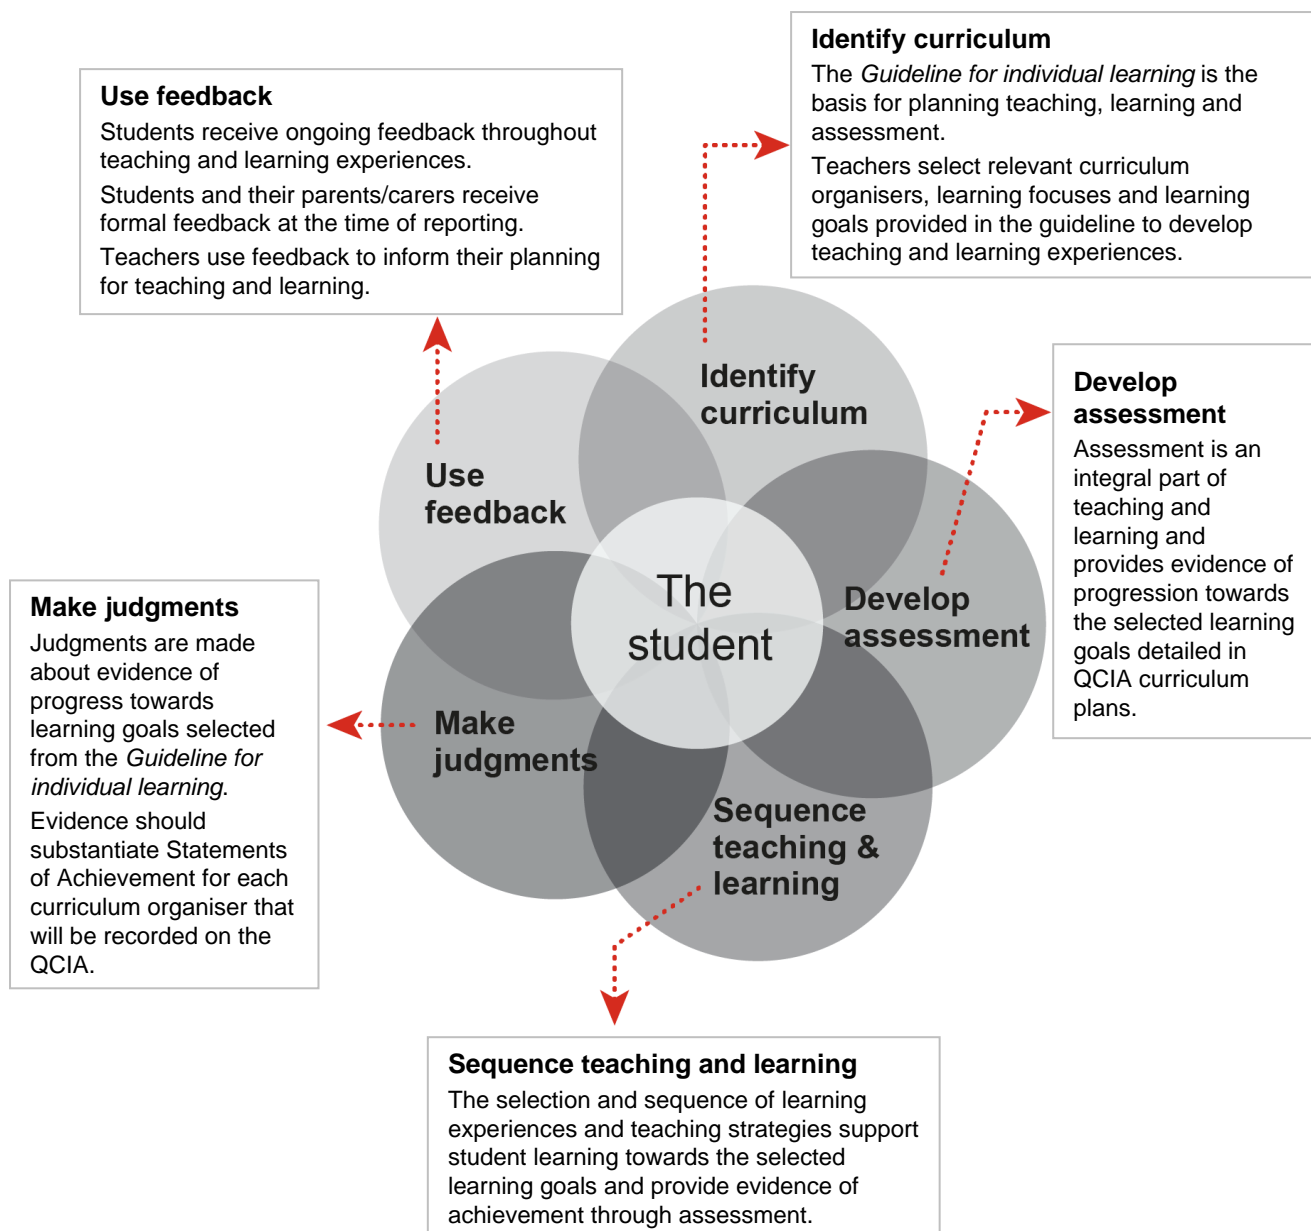 Identify curriculum
The Guideline for individual learning is the
basis for planning teaching, learning and
assessment.
Teachers select relevant curriculum
organisers, learning focuses and learning
goals provided in the guideline to develop
teaching and learning experiences.
Use feedback
Students receive ongoing feedback throughout
teaching and learning experiences.
Students and their parents/carers receive
formal feedback at the time of reporting.
Teachers use feedback to inform their planning
for teaching and learning.
Identify
curriculum
Use
feedback
The
student
Develop
assessment
Make
judgments
Sequence
teaching &
learning
Develop
assessment
Assessment is an
integral part of
teaching and
learning and
provides evidence of
progression towards
the selected learning
goals detailed in
QCIA curriculum
plans.
Make judgments
Judgments are made
about evidence of
progress towards
learning goals selected
from the Guideline for
individual learning.
Evidence should
substantiate Statements
of Achievement for each
curriculum organiser that
will be recorded on the
QCIA.
Sequence teaching and learning
The selection and sequence of learning
experiences and teaching strategies support
student learning towards the selected
learning goals and provide evidence of
achievement through assessment.